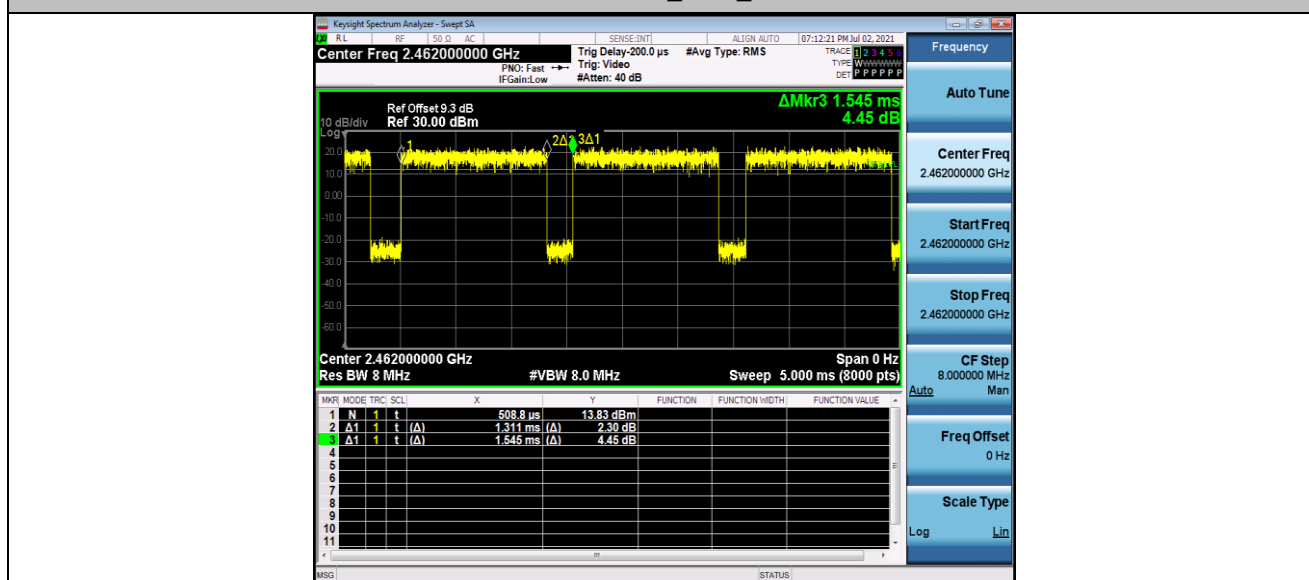 Keysight Spectrum Analyzer - Swept SA
RL RF 50 Ω AC SENSE:INT ALIGN AUTO 07:12:21 PM Jul 02, 2021
Center Freq 2.462000000 GHz
PNO: Fast
IFGain:Low
Trig Delay-200.0 µs
Trig: Video
#Atten: 40 dB
#Avg Type: RMS
TRACE 1 2 3 4 5 6
TYPE WWWWWW
DET P P P P P P
ΔMkr3 1.545 ms
4.45 dB
Ref Offset 9.3 dB
10 dB/div Ref 30.00 dBm
Log
1
2Δ1 3Δ1
20.0
10.0
0.00
-10.0
-20.0
-30.0
-40.0
-50.0
-60.0
Center 2.462000000 GHz Span 0 Hz
Res BW 8 MHz #VBW 8.0 MHz Sweep 5.000 ms (8000 pts)
MKR MODE TRC SCL X Y FUNCTION FUNCTION WIDTH FUNCTION VALUE
1 N 1 t 508.8 µs 13.83 dBm
2 Δ1 1 t (Δ) 1.311 ms (Δ) 2.30 dB
3 Δ1 1 t (Δ) 1.545 ms (Δ) 4.45 dB
4
5
6
7
8
9
10
11
MSG STATUS
Frequency
Auto Tune
Center Freq
2.462000000 GHz
Start Freq
2.462000000 GHz
Stop Freq
2.462000000 GHz
CF Step
8.000000 MHz
Auto Man
Freq Offset
0 Hz
Scale Type
Log Lin